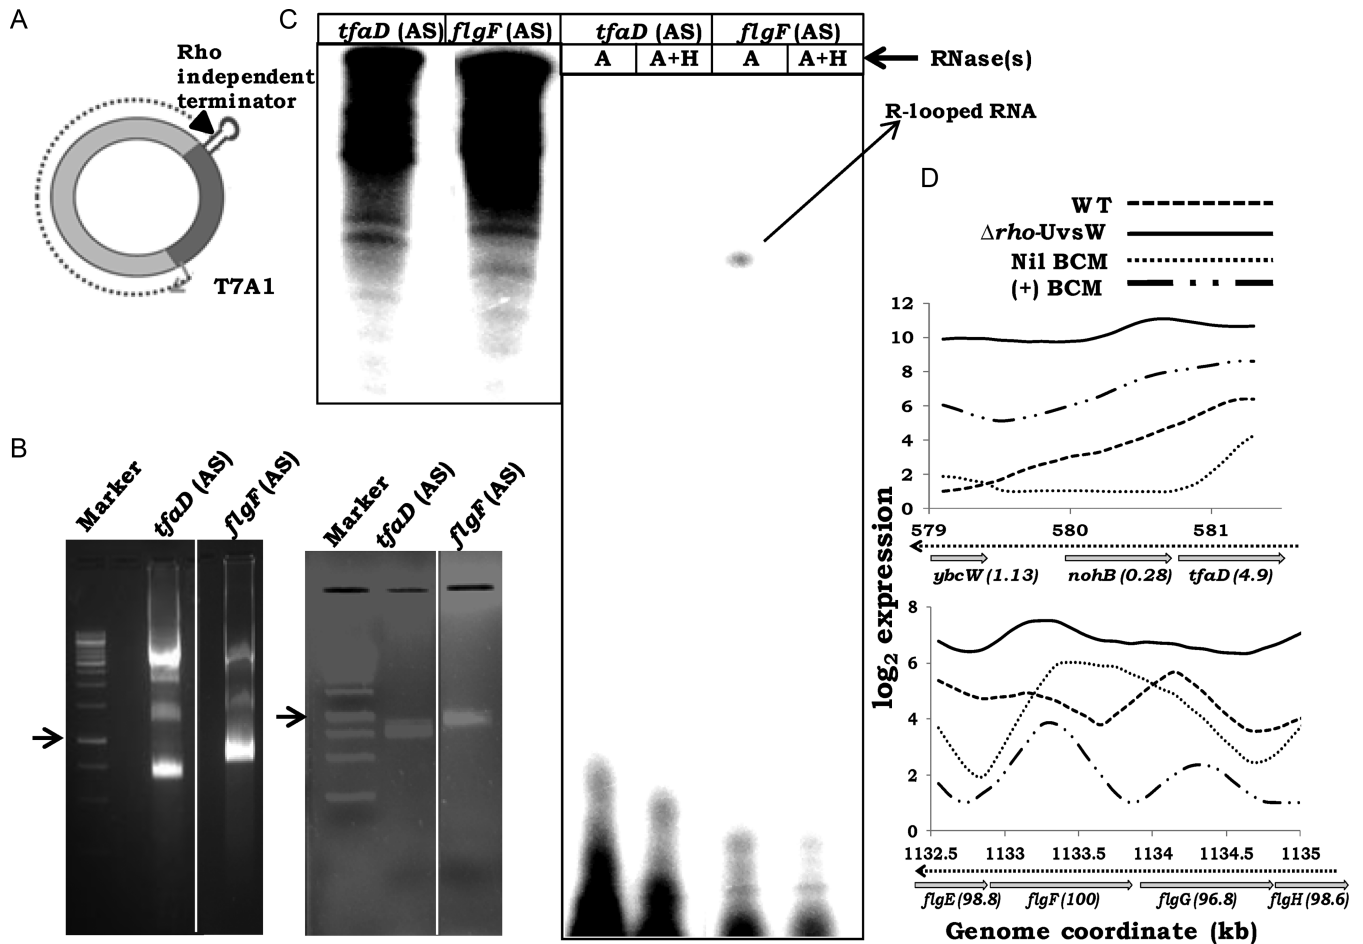 A
Rho
independent
terminator
T7A1
B
Marker
tfaD (AS)
flgF (AS)
Marker
tfaD (AS)
flgF (AS)
C
tfaD (AS) flgF (AS) tfaD (AS) flgF (AS)
A A+H A A+H RNase(s)
R-looped RNA
D
WT
Δrho-UvsW
Nil BCM
(+) BCM
log2 expression
12
10
8
6
4
2
0
579 580 581
ybcW (1.13) nohB (0.28) tfaD (4.9)
8
6
4
2
0
1132.5 1133 1133.5 1134 1134.5 1135
flgE (98.8) flgF (100) flgG (96.8) flgH (98.6)
Genome coordinate (kb)